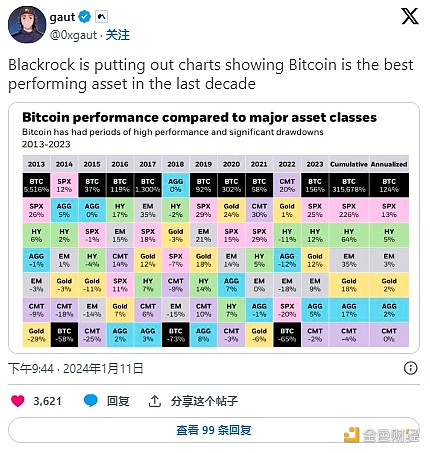 gaut
@0xgaut · 关注
Blackrock is putting out charts showing Bitcoin is the best
performing asset in the last decade
Bitcoin performance compared to major asset classes
Bitcoin has had periods of high performance and significant drawdowns
2013-2023
2013 2014 2015 2016 2017 2018 2019 2020 2021 2022 2023 Cumulative Annualized
BTC SPX BTC BTC BTC AGG BTC BTC BTC CMT BTC BTC BTC
5,516% 12% 37% 119% 1,300% 0% 92% 302% 58% 20% 156% 315,678% 124%
SPX AGG AGG HY EM HY SPX Gold CMT Gold SPX SPX SPX
26% 5% 0% 17% 35% -2% 29% 24% 30% 1% 25% 226% 13%
HY HY SPX SPX SPX Gold EM SPX SPX HY HY HY HY
6% 2% -1% 15% 18% -3% 21% 15% 29% -11% 12% 64% 5%
AGG EM HY CMT Gold SPX Gold EM HY AGG Gold EM EM
-1% 1% -4% 14% 12% -7% 18% 14% 5% -12% 12% 35% 3%
EM Gold Gold EM HY CMT HY AGG EM EM EM Gold Gold
-3% -3% -11% 11% 7% -9% 14% 7% 0% 18% 2%
CMT CMT EM Gold CMT EM CMT HY AGG SPX AGG AGG AGG
-9% -18% -14% 7% 6% -15% 10% 7% -1% -20% 5% 17% 2%
Gold BTC CMT AGG AGG BTC AGG CMT Gold BTC CMT CMT CMT
-29% -58% -25% 2% 3% -73% 8% -3% -6% -65% -2% -4% 0%
下午9:44 · 2024年1月11日
3,621 回复 分享这个帖子
查看 99 条回复
金色财经